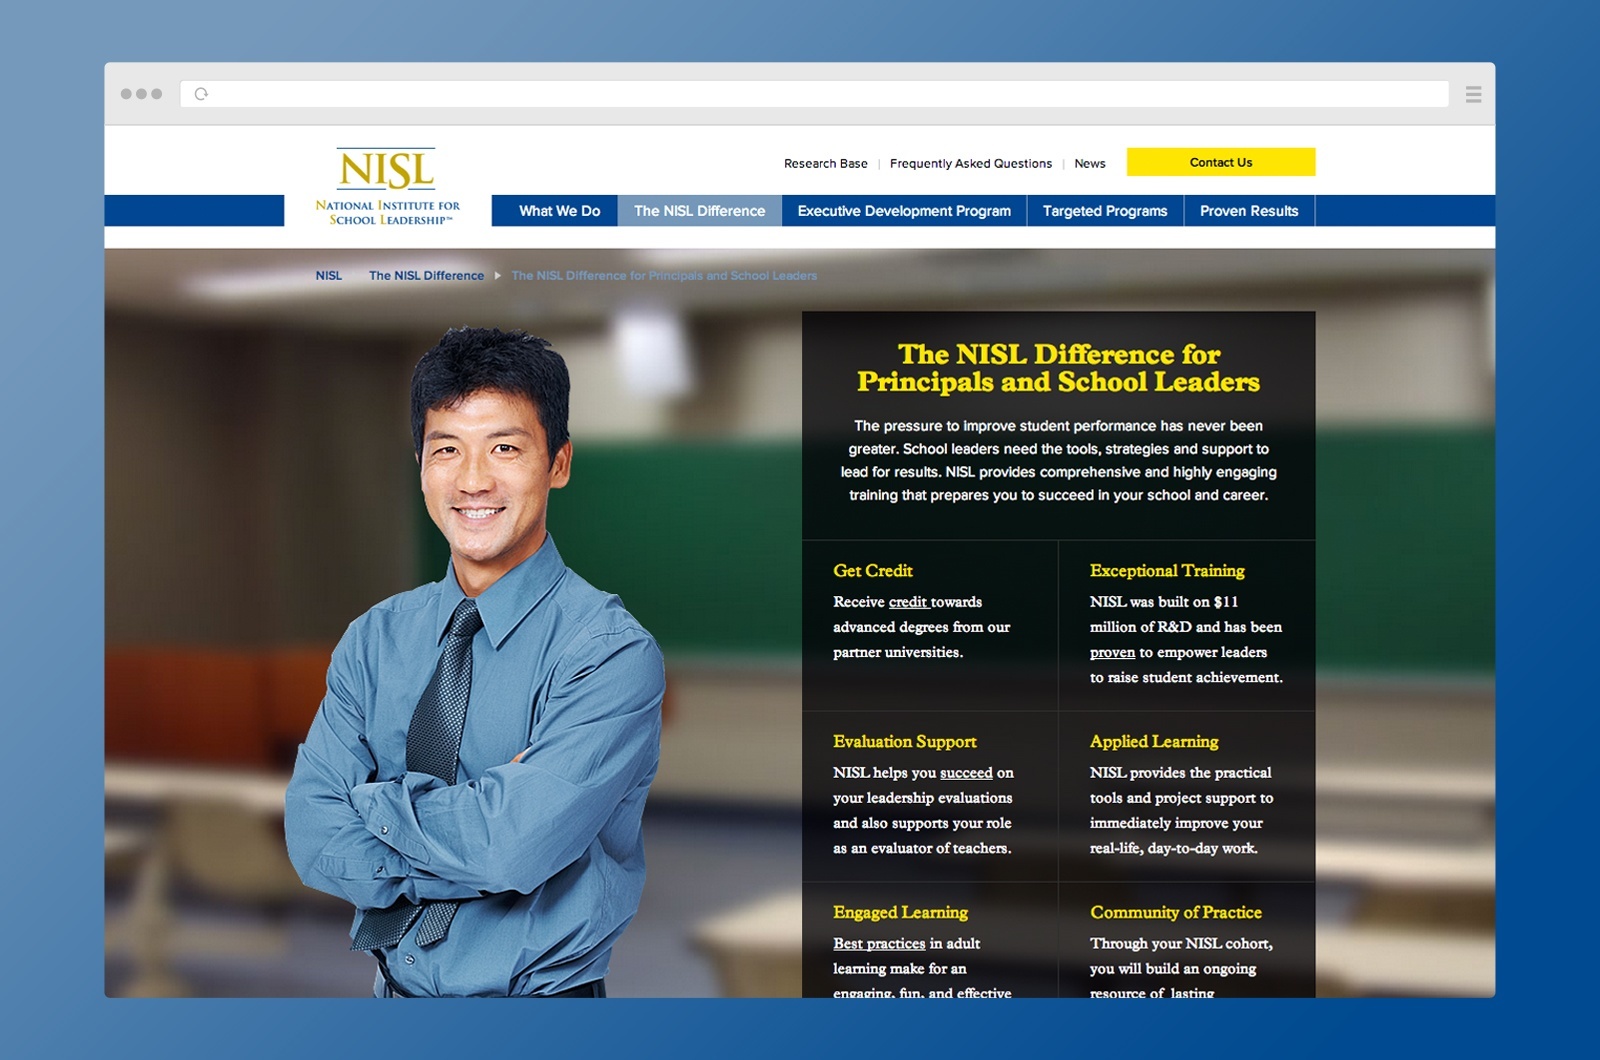 NISL
NATIONAL INSTITUTE FOR
SCHOOL LEADERSHIP™
Research Base | Frequently Asked Questions | News
Contact Us
What We Do
The NISL Difference
Executive Development Program
Targeted Programs
Proven Results
NISL The NISL Difference The NISL Difference for Principals and School Leaders
The NISL Difference for
Principals and School Leaders
The pressure to improve student performance has never been
greater. School leaders need the tools, strategies and support to
lead for results. NISL provides comprehensive and highly engaging
training that prepares you to succeed in your school and career.
Get Credit
Receive credit towards
advanced degrees from our
partner universities.
Exceptional Training
NISL was built on $11
million of R&D and has been
proven to empower leaders
to raise student achievement.
Evaluation Support
NISL helps you succeed on
your leadership evaluations
and also supports your role
as an evaluator of teachers.
Applied Learning
NISL provides the practical
tools and project support to
immediately improve your
real-life, day-to-day work.
Engaged Learning
Best practices in adult
learning make for an
engaging, fun, and effective
Community of Practice
Through your NISL cohort,
you will build an ongoing
resource of lasting